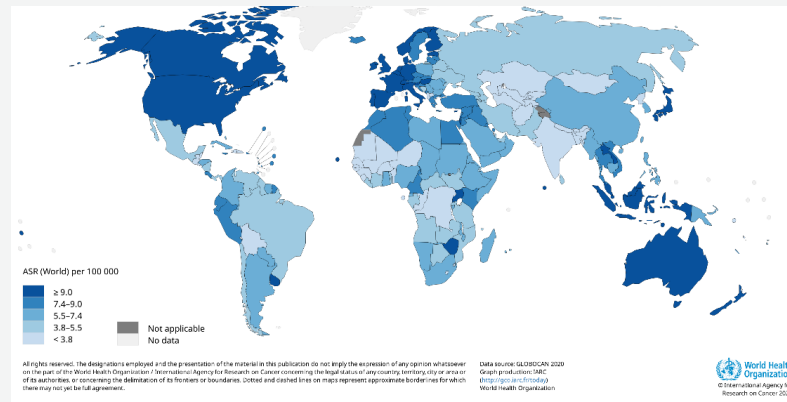 ASR (World) per 100 000
≥ 9.0
7.4–9.0
5.5–7.4
3.8–5.5
< 3.8
Not applicable
No data
All rights reserved. The designations employed and the presentation of the material in this publication do not imply the expression of any opinion whatsoever
on the part of the World Health Organization / International Agency for Research on Cancer concerning the legal status of any country, territory, city or area or
of its authorities, or concerning the delimitation of its frontiers or boundaries. Dotted and dashed lines on maps represent approximate borderlines for which
there may not yet be full agreement.
Data source: GLOBOCAN 2020
Graph production: IARC
(http://gco.iarc.fr/today)
World Health Organization
World Health
Organizatio
© International Agency f
Research on Cancer 202